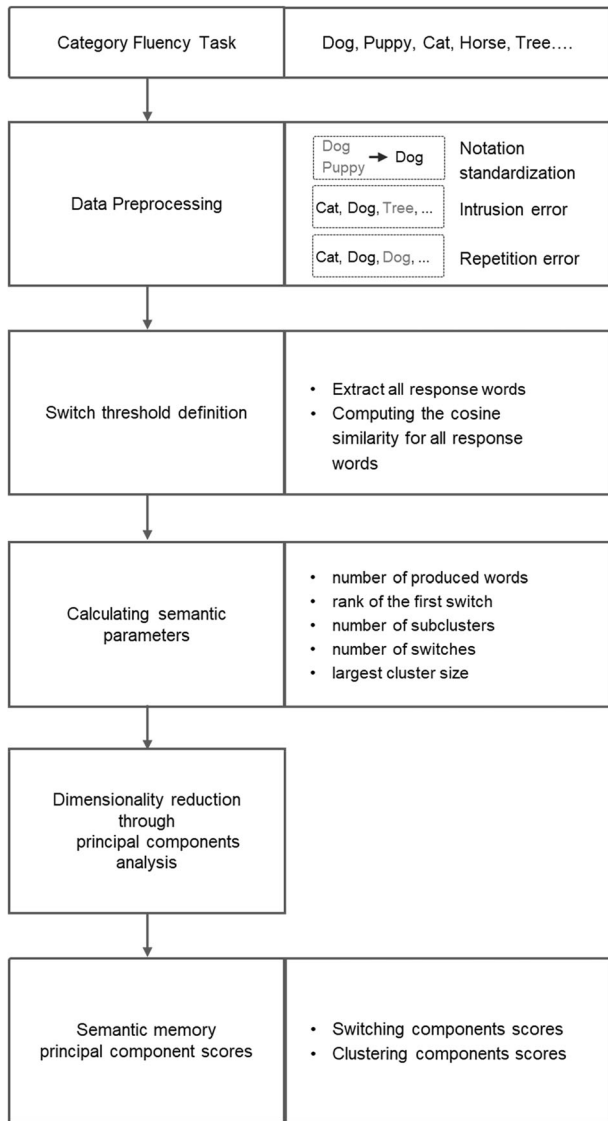 Category Fluency Task
Dog, Puppy, Cat, Horse, Tree....
Data Preprocessing
Dog
Puppy
Dog
Notation
standardization
Cat, Dog, Tree, ...
Intrusion error
Cat, Dog, Dog, ...
Repetition error
Switch threshold definition
• Extract all response words
• Computing the cosine
similarity for all response
words
Calculating semantic
parameters
• number of produced words
• rank of the first switch
• number of subclusters
• number of switches
• largest cluster size
Dimensionality reduction
through
principal components
analysis
Semantic memory
principal component scores
• Switching components scores
• Clustering components scores